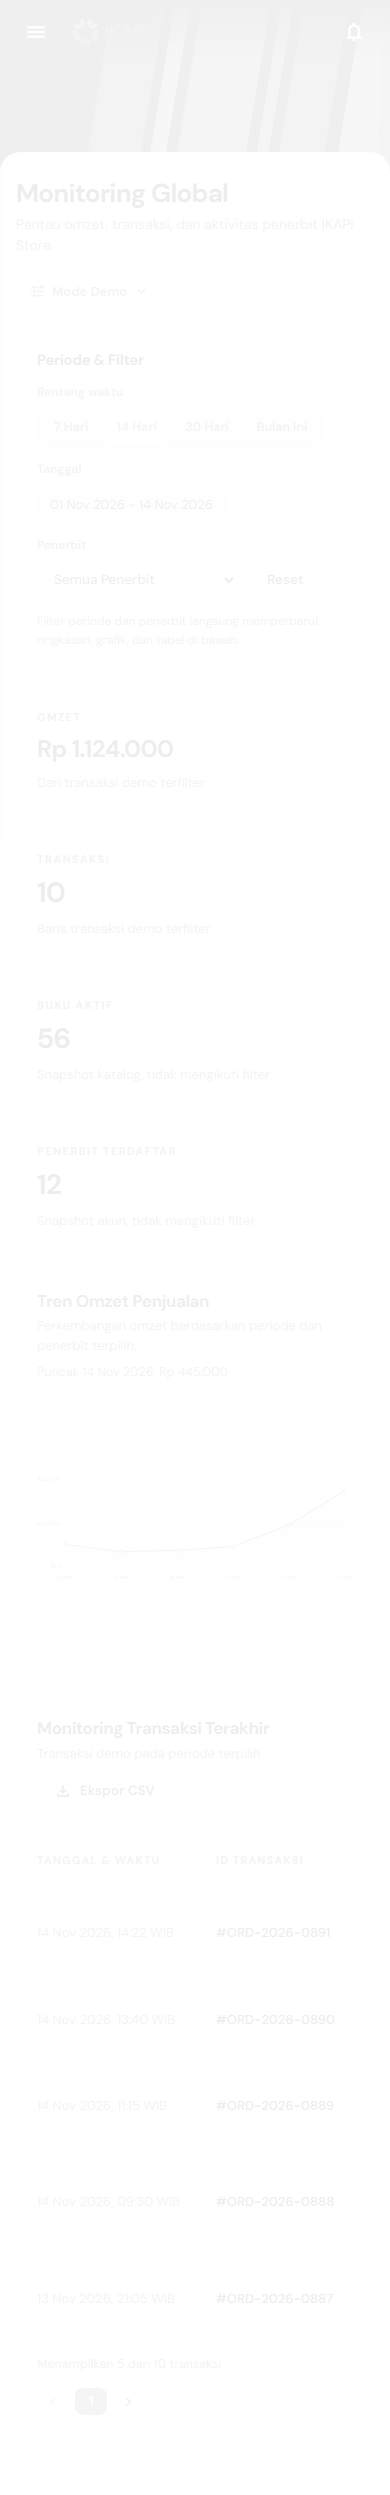 IKAPI
Monitoring Global
Pantau omzet, transaksi, dan aktivitas penerbit IKAPI
Store.
Mode Demo
Periode & Filter
Rentang waktu
7 Hari 14 Hari 30 Hari Bulan Ini
Tanggal
01 Nov 2026 - 14 Nov 2026
Penerbit
Semua Penerbit Reset
Filter periode dan penerbit langsung memperbarui
ringkasan, grafik, dan tabel di bawah.
OMZET
Rp 1.124.000
Dari transaksi demo terfilter
TRANSAKSI
10
Baris transaksi demo terfilter
BUKU AKTIF
56
Snapshot katalog, tidak mengikuti filter
PENERBIT TERDAFTAR
12
Snapshot akun, tidak mengikuti filter
Tren Omzet Penjualan
Perkembangan omzet berdasarkan periode dan
penerbit terpilih.
Puncak 14 Nov 2026: Rp 445.000
Monitoring Transaksi Terakhir
Transaksi demo pada periode terpilih
Ekspor CSV
TANGGAL & WAKTU ID TRANSAKSI
14 Nov 2026, 14:22 WIB #ORD-2026-0891
14 Nov 2026, 13:40 WIB #ORD-2026-0890
14 Nov 2026, 11:15 WIB #ORD-2026-0889
14 Nov 2026, 09:30 WIB #ORD-2026-0888
13 Nov 2026, 21:05 WIB #ORD-2026-0887
Menampilkan 5 dari 10 transaksi
1